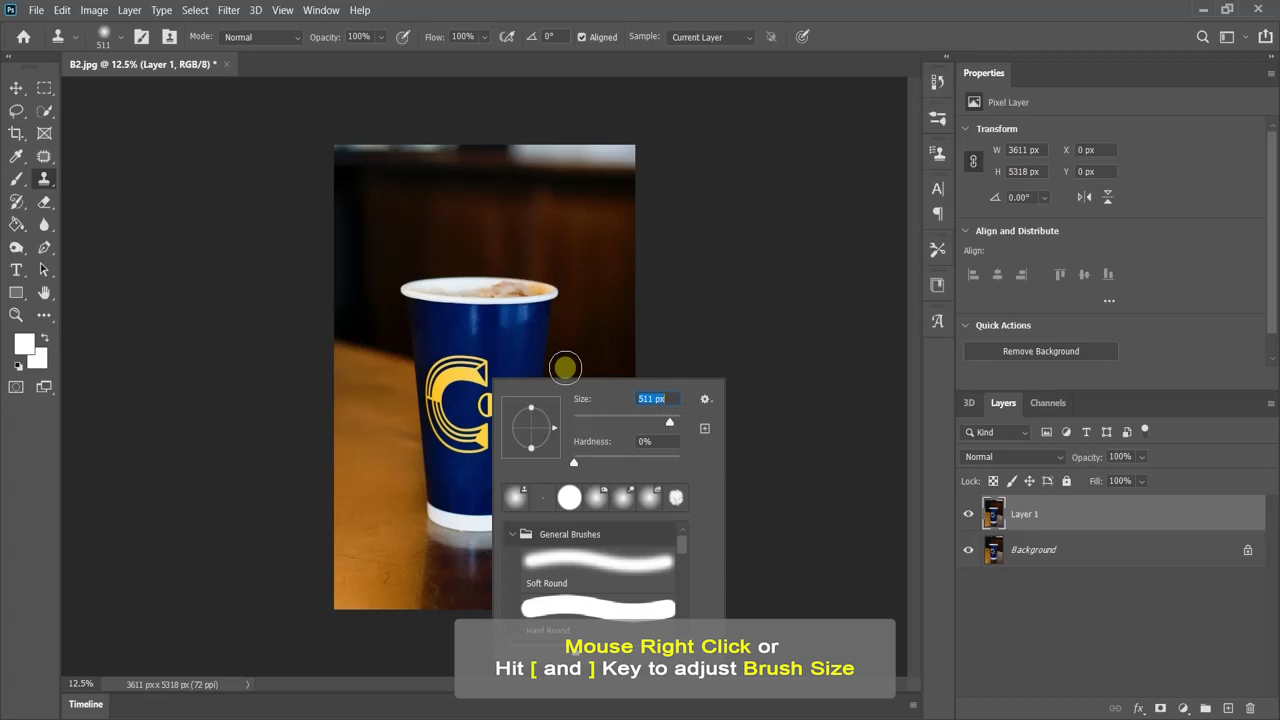 Ps File Edit Image Layer Type Select Filter 3D View Window Help
511 Mode: Normal Opacity: 100% Flow: 100% 0° Aligned Sample: Current Layer
B2.jpg @ 12.5% (Layer 1, RGB/8) *
Properties
Pixel Layer
Transform
W 3611 px X 0 px
H 5318 px Y 0 px
0.00°
Align and Distribute
Align:
Quick Actions
Remove Background
3D Layers Channels
Kind
Normal Opacity: 100%
Lock: Fill: 100%
Layer 1
Background
Size: 511 px
Hardness: 0%
General Brushes
Soft Round
Hard Round
Mouse Right Click or
Hit [ and ] Key to adjust Brush Size
12.5% 3611 px x 5318 px (72 ppi)
Timeline